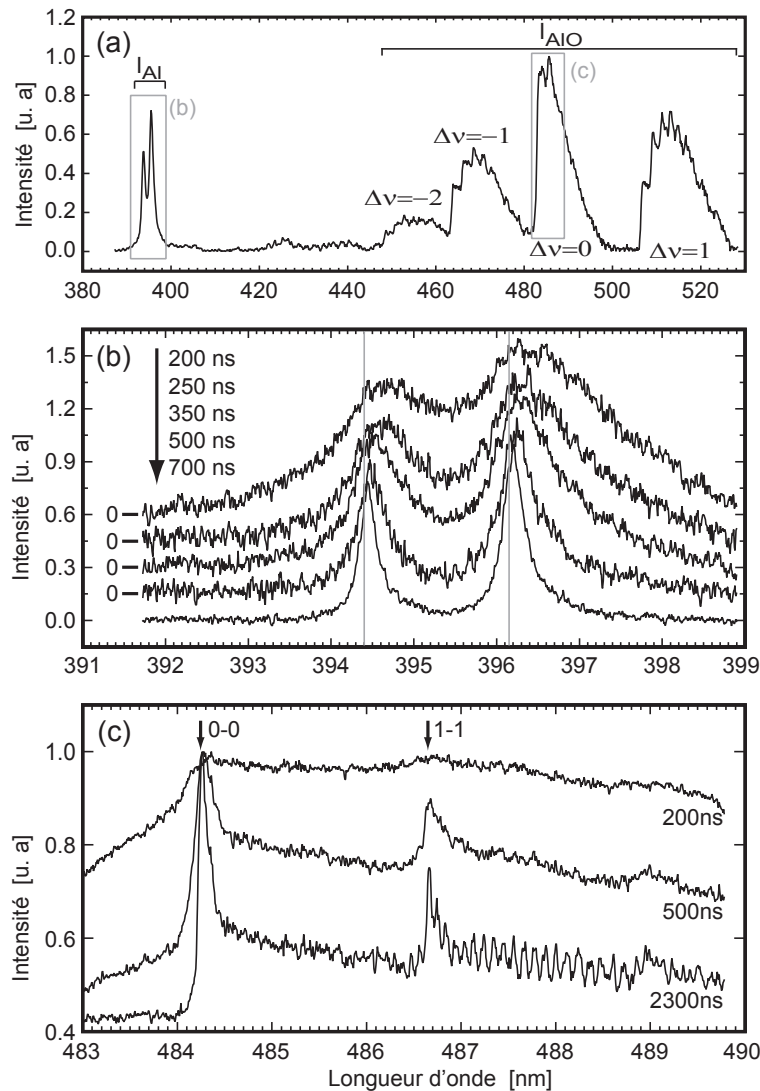 (a)
I_AlO
I_Al
(b)
(c)
Δν=−2
Δν=−1
Δν=0
Δν=1
Intensité [u. a]
1.2
1.0
0.8
0.6
0.4
0.2
0.0
380 400 420 440 460 480 500 520
(b)
200 ns
250 ns
350 ns
500 ns
700 ns
0
0
0
0
Intensité [u. a]
1.5
1.2
0.9
0.6
0.3
0.0
391 392 393 394 395 396 397 398 399
(c)
0-0
1-1
200ns
500ns
2300ns
Intensité [u. a]
1.0
0.8
0.6
0.4
483 484 485 486 487 488 489 490
Longueur d'onde [nm]